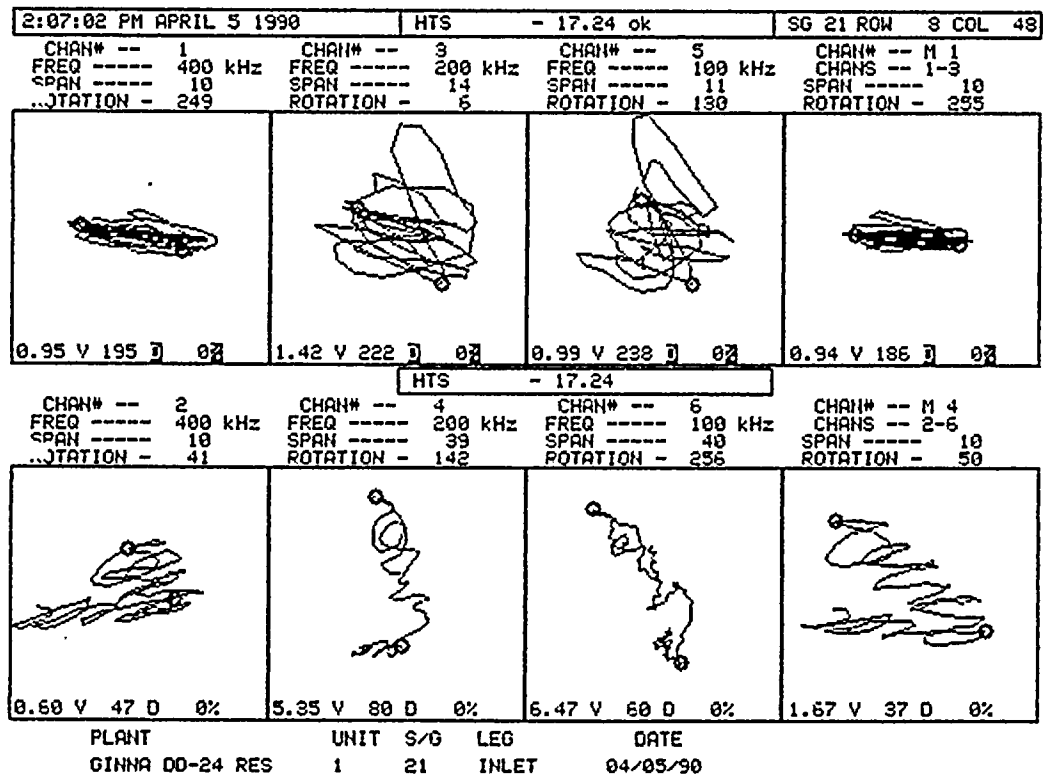 2:07:02 PM APRIL 5 1990 HTS - 17.24 ok SG 21 ROW 8 COL 48
CHAN# -- 1 CHAN# -- 3 CHAN# -- 5 CHAN# -- M 1
FREQ ----- 400 kHz FREQ ----- 200 kHz FREQ ----- 100 kHz CHANS -- 1-3
SPAN ----- 10 SPAN ----- 14 SPAN ----- 11 SPAN ----- 10
..OTATION - 249 ROTATION - 6 ROTATION - 130 ROTATION - 255
0.95 V 195 D 0% 1.42 V 222 D 0% 0.99 V 238 D 0% 0.94 V 186 D 0%
HTS - 17.24
CHAN# -- 2 CHAN# -- 4 CHAN# -- 6 CHAN# -- M 4
FREQ ----- 400 kHz FREQ ----- 200 kHz FREQ ----- 100 kHz CHANS -- 2-6
SPAN ----- 10 SPAN ----- 39 SPAN ----- 40 SPAN ----- 10
..OTATION - 41 ROTATION - 142 ROTATION - 256 ROTATION - 50
0.60 V 47 D 0% 5.35 V 80 D 0% 6.47 V 60 D 0% 1.67 V 37 D 0%
PLANT UNIT S/G LEG DATE
GINNA DD-24 RES 1 21 INLET 04/05/90